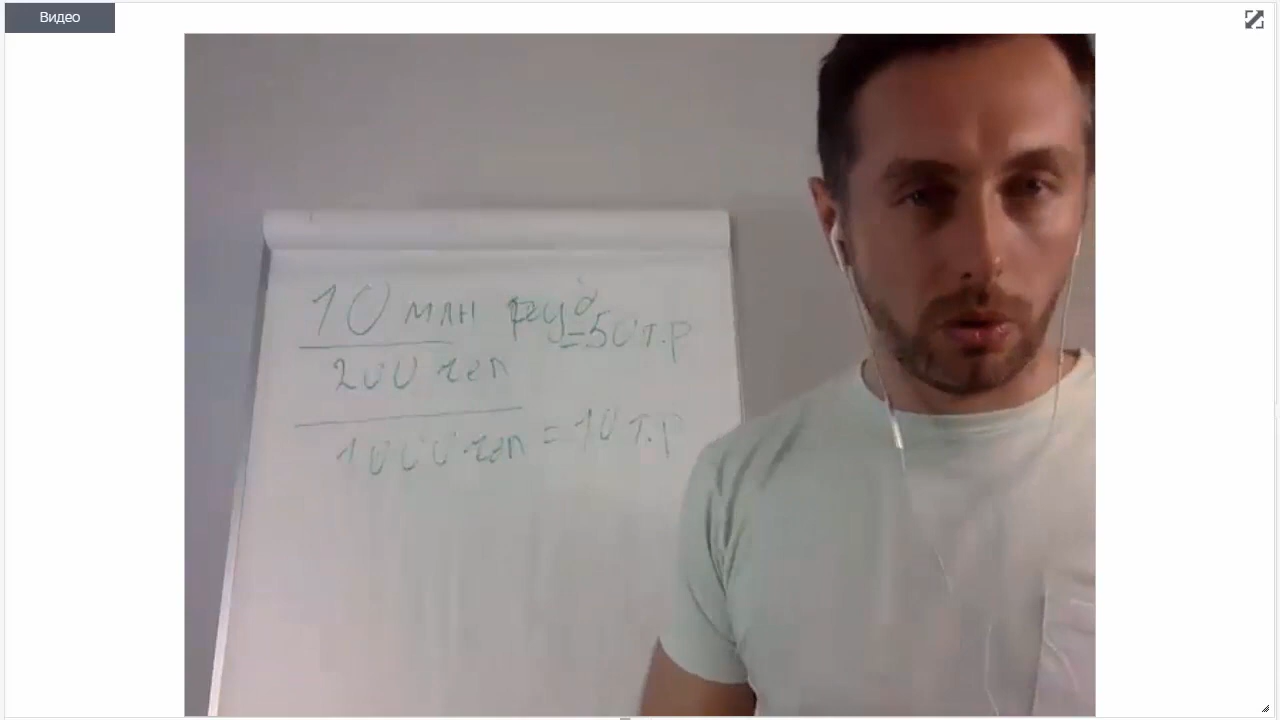 Видео
10 млн руб
=50 т.р
200 чел
1000 чел = 10 т.р